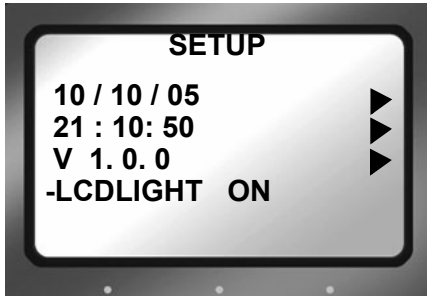 SETUP
10 / 10 / 05 ▶
21 : 10: 50 ▶
V 1. 0. 0 ▶
-LCDLIGHT ON